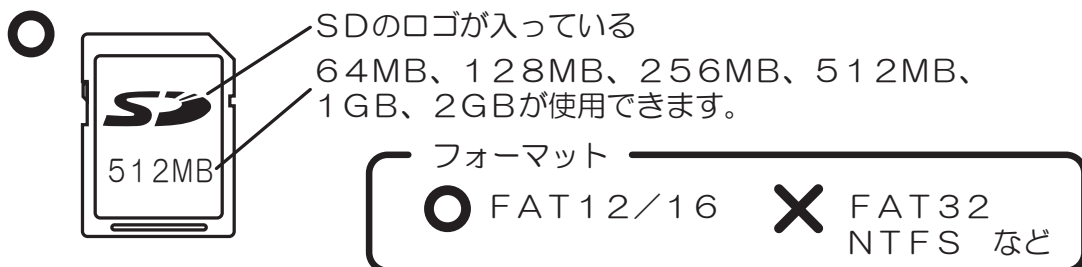 SDのロゴが入っている
64MB、128MB、256MB、512MB、
1GB、2GBが使用できます。
SD
512MB
フォーマット
○ FAT12/16 × FAT32
NTFS など